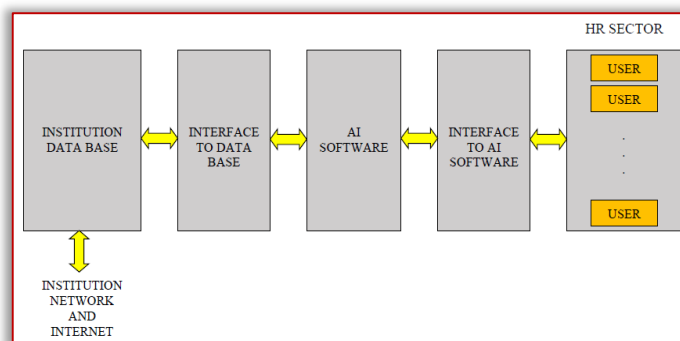 HR SECTOR
INSTITUTION
DATA BASE
INTERFACE
TO DATA
BASE
AI
SOFTWARE
INTERFACE
TO AI
SOFTWARE
USER
USER
.
.
.
USER
INSTITUTION
NETWORK
AND
INTERNET